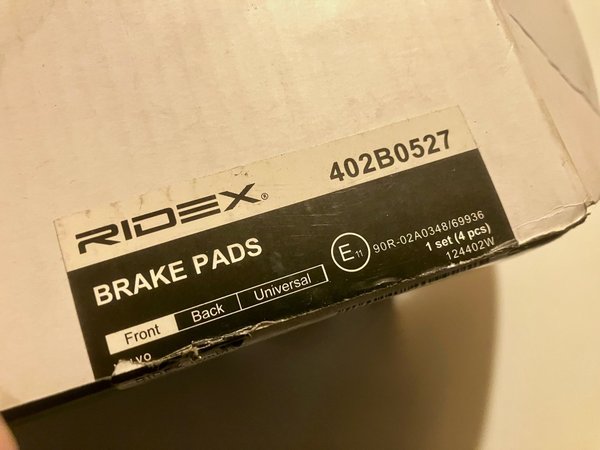 RIDEX® 402B0527
BRAKE PADS
E11 90R-02A0348/69936
1 set (4 pcs)
124402W
Front Back Universal